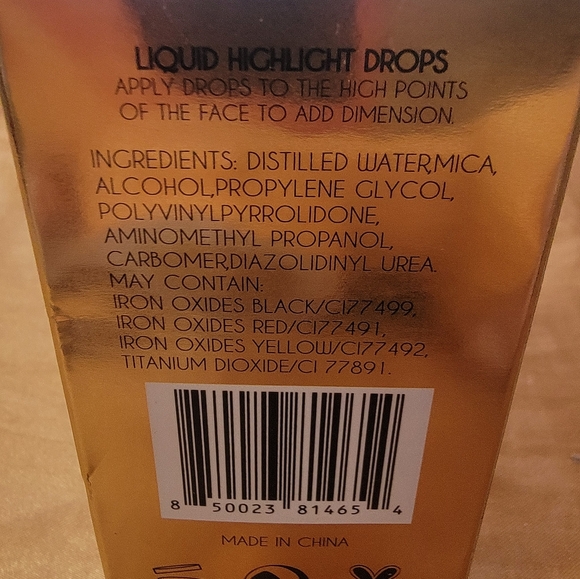 LIQUID HIGHLIGHT DROPS
APPLY DROPS TO THE HIGH POINTS
OF THE FACE TO ADD DIMENSION.
INGREDIENTS: DISTILLED WATER,MICA,
ALCOHOL,PROPYLENE GLYCOL,
POLYVINYLPYRROLIDONE,
AMINOMETHYL PROPANOL,
CARBOMER,DIAZOLIDINYL UREA.
MAY CONTAIN:
IRON OXIDES BLACK/CI77499,
IRON OXIDES RED/CI77491,
IRON OXIDES YELLOW/CI77492,
TITANIUM DIOXIDE/CI 77891.
8 50023 81465 4
MADE IN CHINA